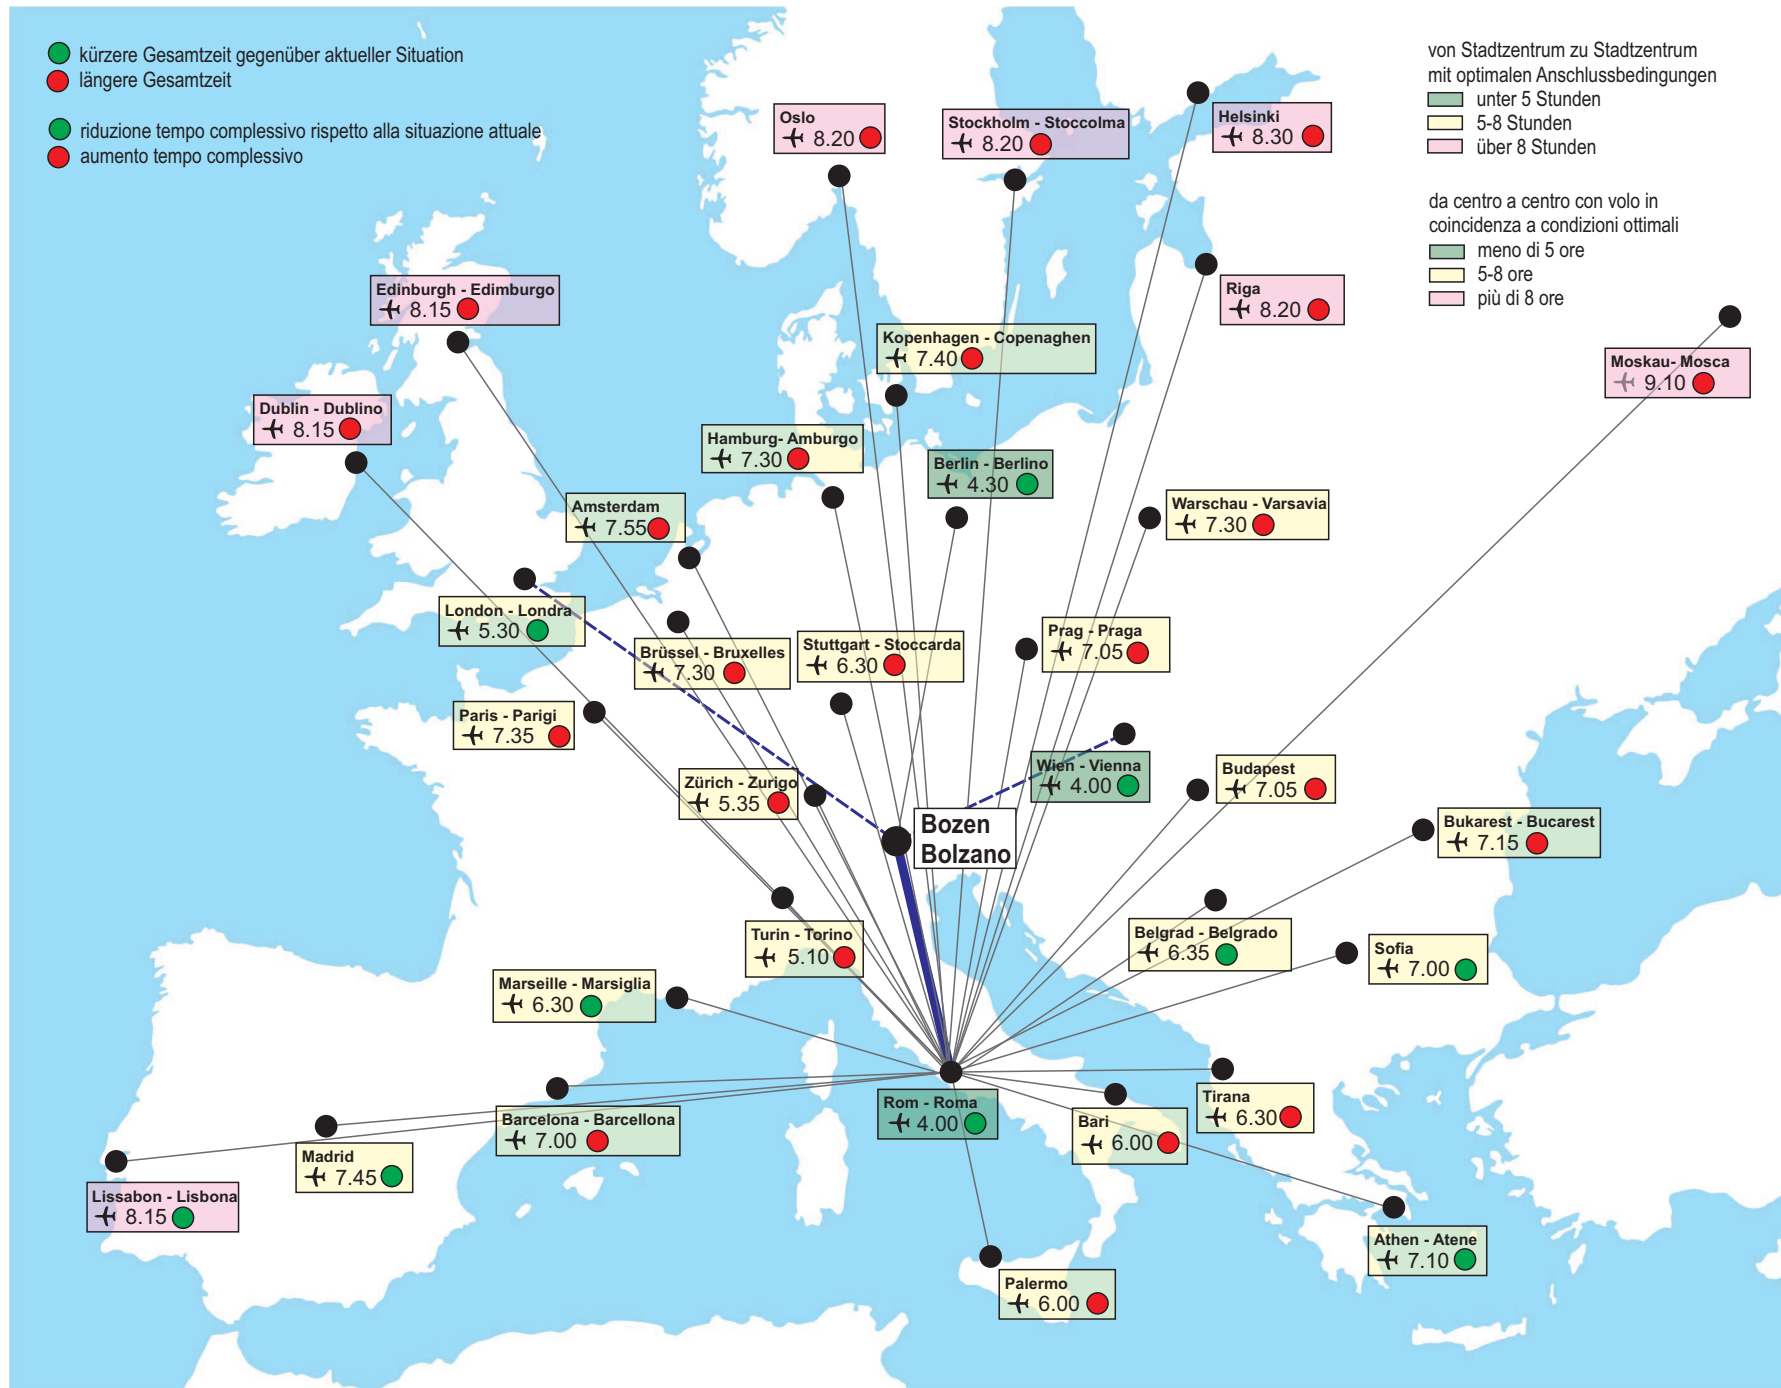 kürzere Gesamtzeit gegenüber aktueller Situation
längere Gesamtzeit
riduzione tempo complessivo rispetto alla situazione attuale
aumento tempo complessivo
von Stadtzentrum zu Stadtzentrum
mit optimalen Anschlussbedingungen
unter 5 Stunden
5-8 Stunden
über 8 Stunden
da centro a centro con volo in
coincidenza a condizioni ottimali
meno di 5 ore
5-8 ore
più di 8 ore
Oslo
8.20
Stockholm - Stoccolma
8.20
Helsinki
8.30
Edinburgh - Edimburgo
8.15
Riga
8.20
Kopenhagen - Copenaghen
7.40
Moskau- Mosca
9.10
Dublin - Dublino
8.15
Hamburg- Amburgo
7.30
Berlin - Berlino
4.30
Amsterdam
7.55
Warschau - Varsavia
7.30
London - Londra
5.30
Brüssel - Bruxelles
7.30
Stuttgart - Stoccarda
6.30
Prag - Praga
7.05
Paris - Parigi
7.35
Zürich - Zurigo
5.35
Wien - Vienna
4.00
Budapest
7.05
Bozen
Bolzano
Bukarest - Bucarest
7.15
Turin - Torino
5.10
Belgrad - Belgrado
6.35
Sofia
7.00
Marseille - Marsiglia
6.30
Rom - Roma
4.00
Tirana
6.30
Barcelona - Barcellona
7.00
Bari
6.00
Madrid
7.45
Lissabon - Lisbona
8.15
Athen - Atene
7.10
Palermo
6.00